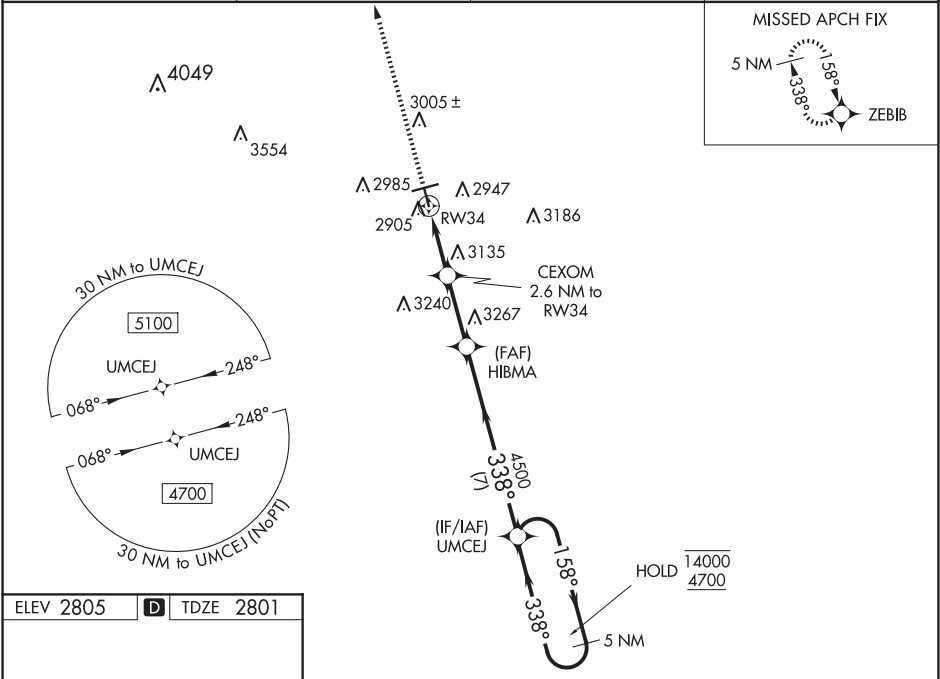 MISSED APCH FIX
5 NM
158°
338°
ZEBIB
4049
3554
3005 ±
2985
2947
2905
RW34
3186
3135
CEXOM
2.6 NM to
RW34
3240
3267
(FAF)
HIBMA
30 NM to UMCEJ
5100
UMCEJ
248°
068°
248°
068°
UMCEJ
4700
30 NM to UMCEJ (NoPT)
4500
338°
(7)
(IF/IAF)
UMCEJ
158°
338°
HOLD
14000
4700
5 NM
ELEV 2805
D
TDZE 2801